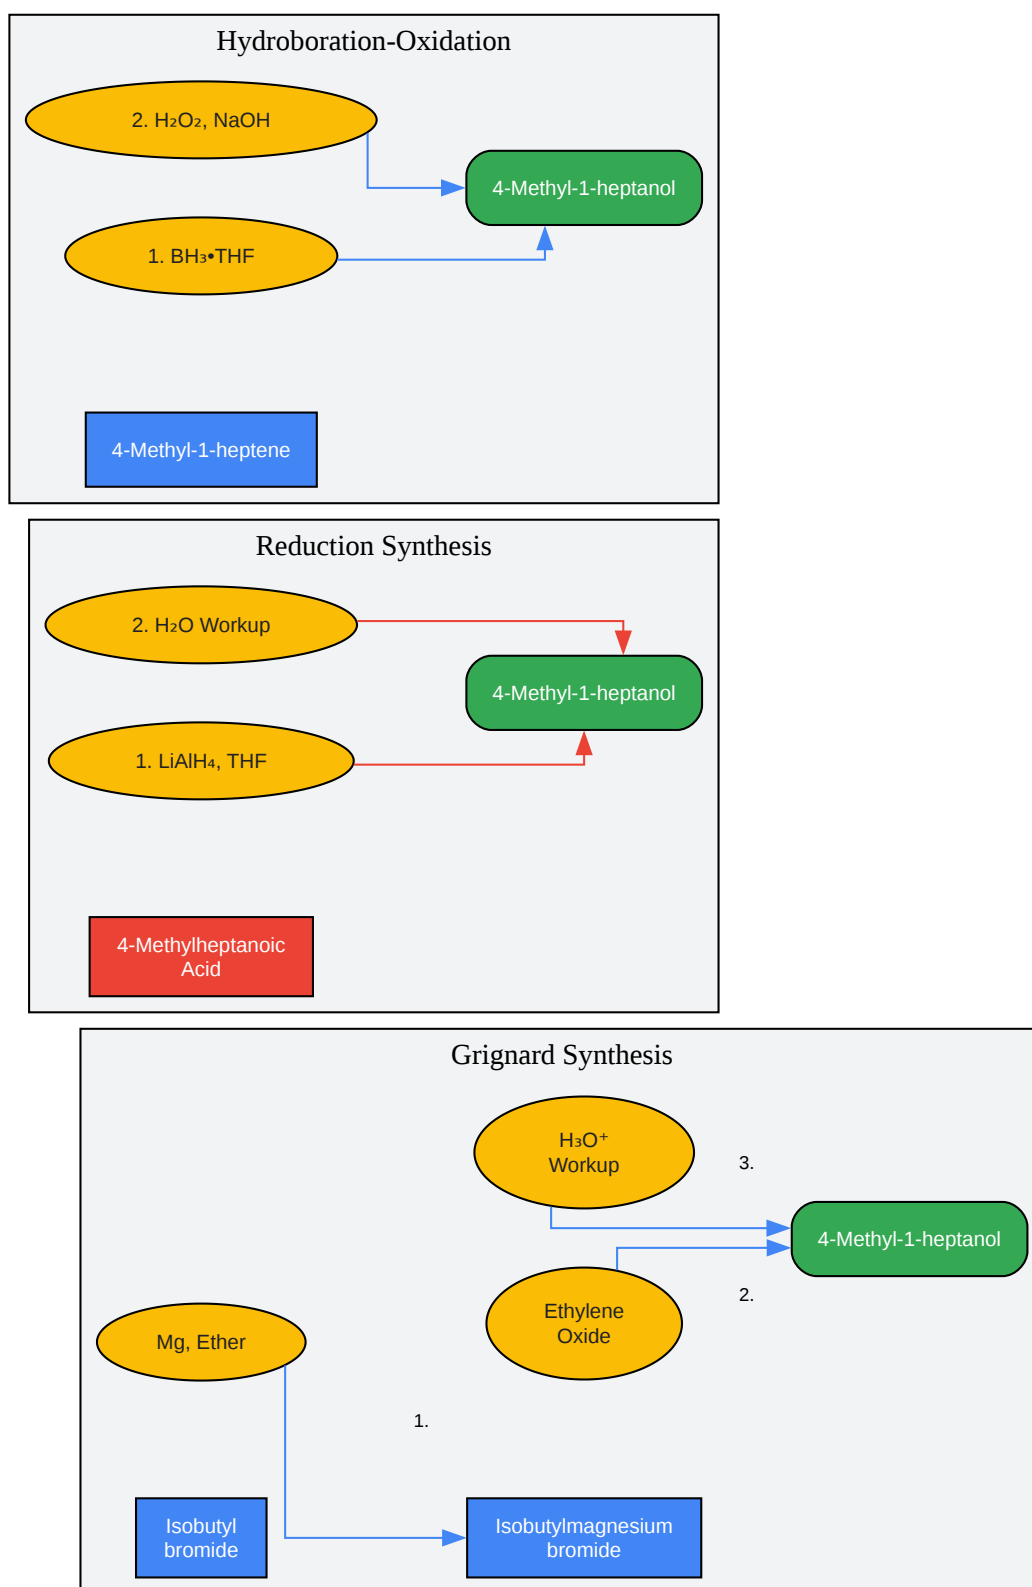 Hydroboration-Oxidation
2. H₂O₂, NaOH
4-Methyl-1-heptanol
1. BH₃•THF
4-Methyl-1-heptene
Reduction Synthesis
2. H₂O Workup
4-Methyl-1-heptanol
1. LiAlH₄, THF
4-Methylheptanoic
Acid
Grignard Synthesis
H₃O⁺
Workup
3.
4-Methyl-1-heptanol
2.
Ethylene
Oxide
Mg, Ether
1.
Isobutyl
bromide
Isobutylmagnesium
bromide